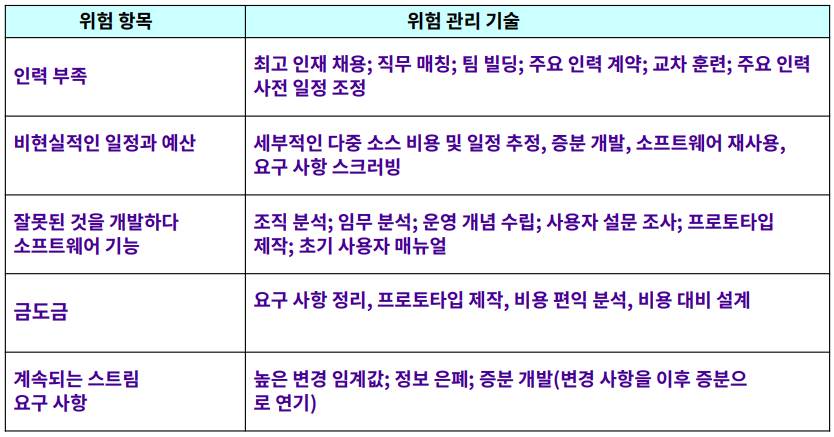 위험 항목
위험 관리 기술
인력 부족
최고 인재 채용; 직무 매칭; 팀 빌딩; 주요 인력 계약; 교차 훈련; 주요 인력
사전 일정 조정
비현실적인 일정과 예산
세부적인 다중 소스 비용 및 일정 추정, 증분 개발, 소프트웨어 재사용,
요구 사항 스크러빙
잘못된 것을 개발하다
소프트웨어 기능
조직 분석; 임무 분석; 운영 개념 수립; 사용자 설문 조사; 프로토타입
제작; 초기 사용자 매뉴얼
금도금
요구 사항 정리, 프로토타입 제작, 비용 편익 분석, 비용 대비 설계
계속되는 스트림
요구 사항
높은 변경 임계값; 정보 은폐; 증분 개발(변경 사항을 이후 증분으
로 연기)